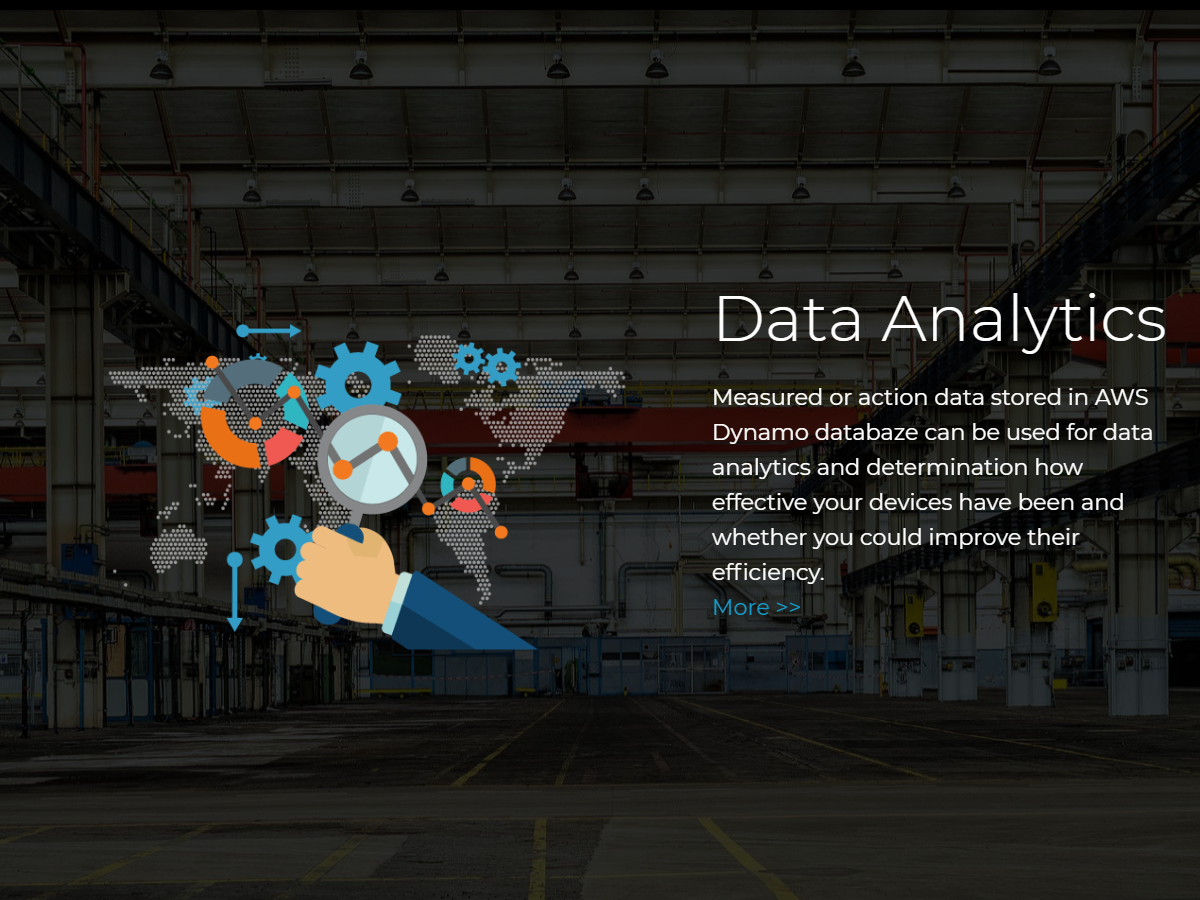 Data Analytics
Measured or action data stored in AWS
Dynamo databaze can be used for data
analytics and determination how
effective your devices have been and
whether you could improve their
efficiency.
More >>